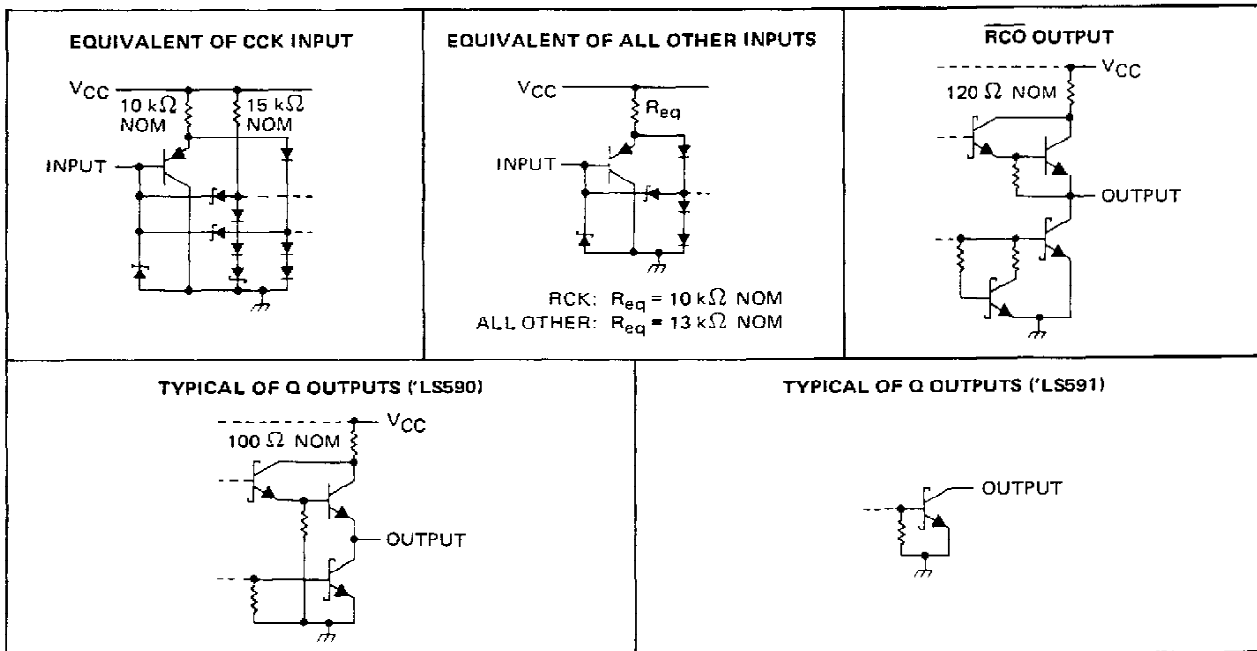 EQUIVALENT OF CCK INPUT
VCC
10 kΩ NOM
15 kΩ NOM
INPUT
EQUIVALENT OF ALL OTHER INPUTS
VCC
Req
INPUT
RCK: Req = 10 kΩ NOM
ALL OTHER: Req = 13 kΩ NOM
R̅C̅O̅ OUTPUT
VCC
120 Ω NOM
OUTPUT
TYPICAL OF Q OUTPUTS ('LS590)
VCC
100 Ω NOM
OUTPUT
TYPICAL OF Q OUTPUTS ('LS591)
OUTPUT